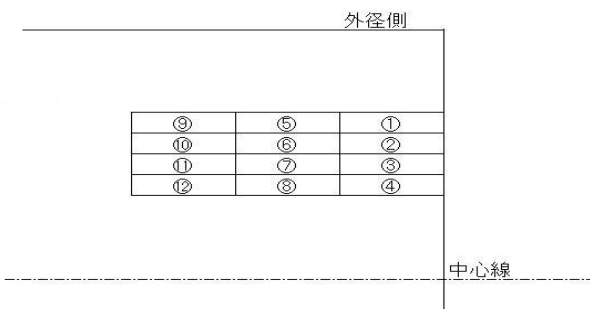 外径側
⑨ ⑤ ①
⑩ ⑥ ②
⑪ ⑦ ③
⑫ ⑧ ④
中心線